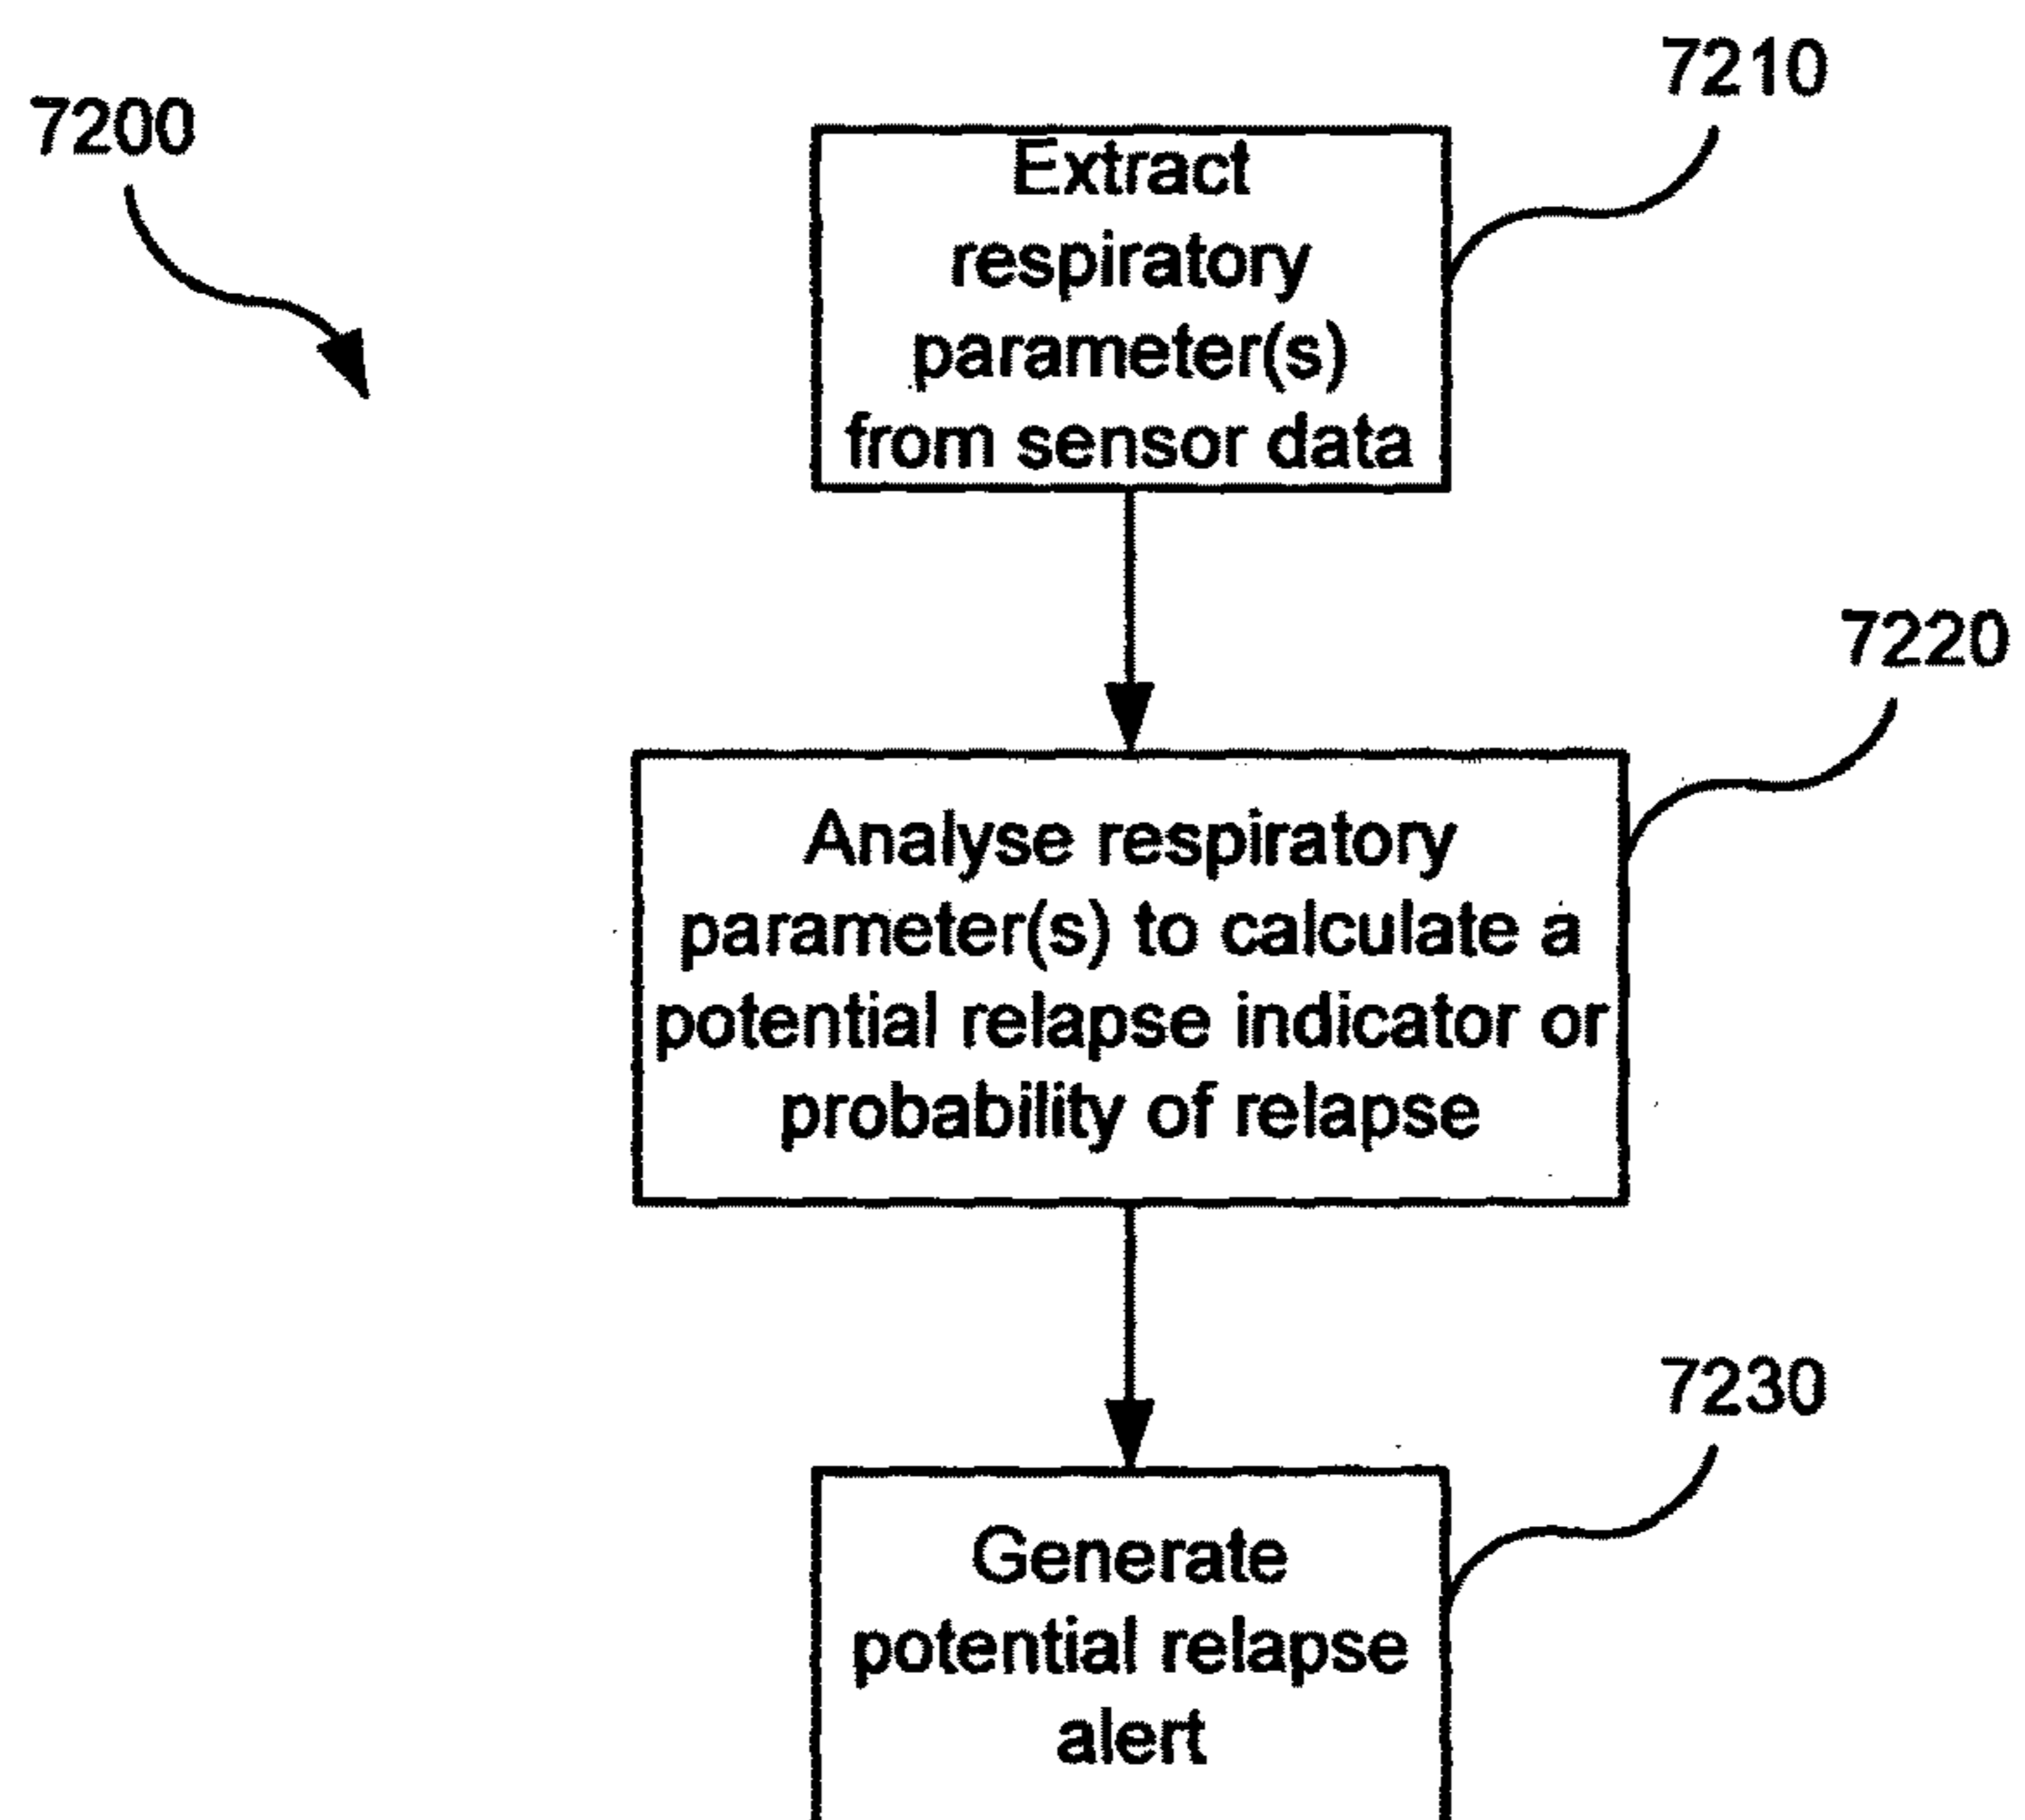 7200
7210
Extract
respiratory
parameter(s)
from sensor data
7220
Analyse respiratory
parameter(s) to calculate a
potential relapse indicator or
probability of relapse
7230
Generate
potential relapse
alert